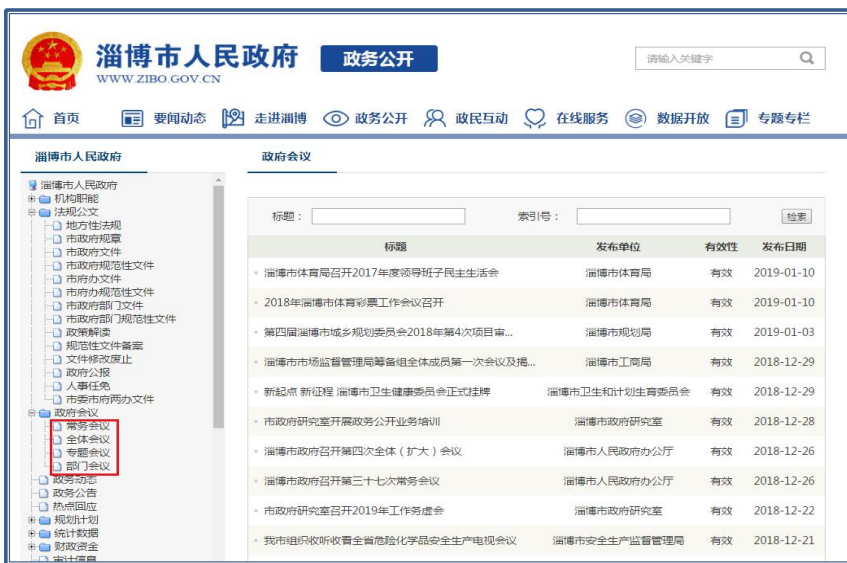 淄博市人民政府 政务公开
WWW.ZIBO.GOV.CN
请输入关键字
首页 要闻动态 走进淄博 政务公开 政民互动 在线服务 数据开放 专题专栏
淄博市人民政府
淄博市人民政府
机构职能
法规公文
地方性法规
市政府规章
市政府文件
市政府规范性文件
市府办文件
市府办规范性文件
市政府部门文件
市政府部门规范性文件
政策解读
规范性文件备案
文件修改废止
政府公报
人事任免
市委市府两办文件
政府会议
常务会议
全体会议
专题会议
部门会议
政务动态
政务公告
热点回应
规划计划
统计数据
财政资金
审计信息
政府会议
标题： 索引号： 检索
标题 发布单位 有效性 发布日期
淄博市体育局召开2017年度领导班子民主生活会 淄博市体育局 有效 2019-01-10
2018年淄博市体育彩票工作会议召开 淄博市体育局 有效 2019-01-10
第四届淄博市城乡规划委员会2018年第4次项目审... 淄博市规划局 有效 2019-01-03
淄博市市场监督管理局筹备组全体成员第一次会议及揭... 淄博市工商局 有效 2018-12-29
新起点 新征程 淄博市卫生健康委员会正式挂牌 淄博市卫生和计划生育委员会 有效 2018-12-29
市政府研究室开展政务公开业务培训 淄博市政府研究室 有效 2018-12-28
淄博市政府召开第四次全体（扩大）会议 淄博市人民政府办公厅 有效 2018-12-26
淄博市政府召开第三十七次常务会议 淄博市人民政府办公厅 有效 2018-12-26
市政府研究室召开2019年工作务虚会 淄博市政府研究室 有效 2018-12-22
我市组织收听收看全省危险化学品安全生产电视会议 淄博市安全生产监督管理局 有效 2018-12-21